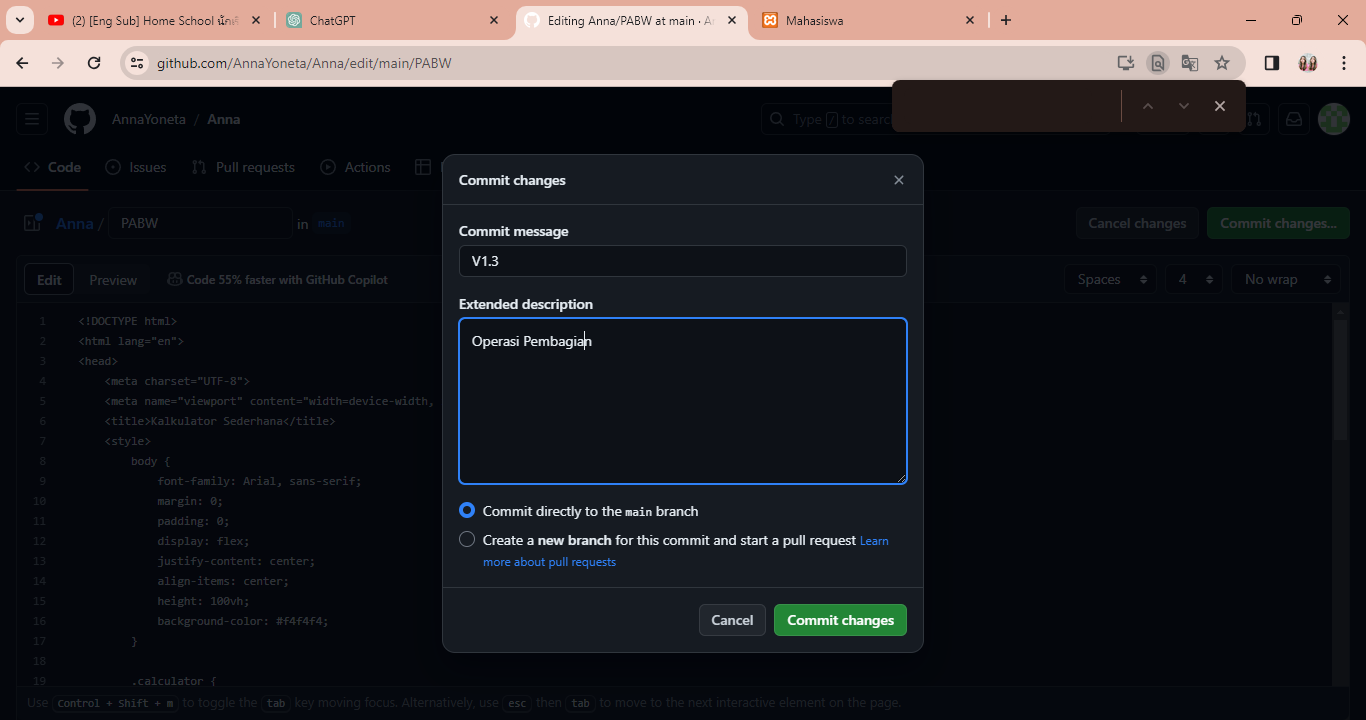 (2) [Eng Sub] Home School
ChatGPT
Editing Anna/PABW at main · A
Mahasiswa
github.com/AnnaYoneta/Anna/edit/main/PABW
AnnaYoneta / Anna
Type / to search
Code
Issues
Pull requests
Actions
Anna / PABW in main
Cancel changes
Commit changes...
Edit
Preview
Code 55% faster with GitHub Copilot
Spaces
4
No wrap
1 <!DOCTYPE html>
2 <html lang="en">
3 <head>
4 <meta charset="UTF-8">
5 <meta name="viewport" content="width=device-width,
6 <title>Kalkulator Sederhana</title>
7 <style>
8 body {
9 font-family: Arial, sans-serif;
10 margin: 0;
11 padding: 0;
12 display: flex;
13 justify-content: center;
14 align-items: center;
15 height: 100vh;
16 background-color: #f4f4f4;
17 }
18
19 .calculator {
Commit changes
Commit message
V1.3
Extended description
Operasi Pembagian
Commit directly to the main branch
Create a new branch for this commit and start a pull request Learn
more about pull requests
Cancel
Commit changes
Use Control + Shift + m to toggle the tab key moving focus. Alternatively, use esc then tab to move to the next interactive element on the page.